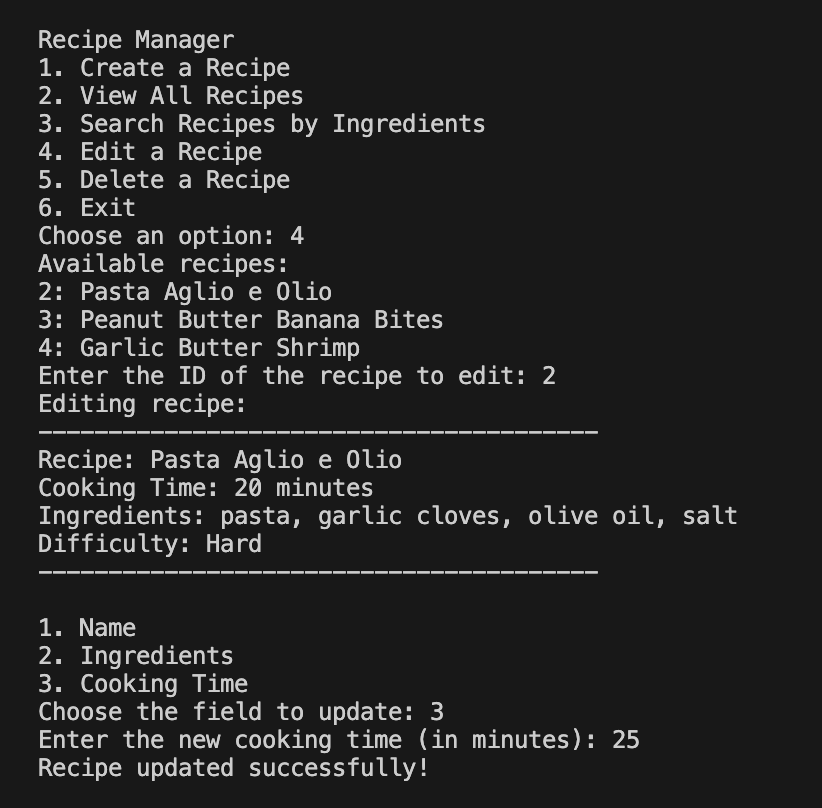 Recipe Manager
1. Create a Recipe
2. View All Recipes
3. Search Recipes by Ingredients
4. Edit a Recipe
5. Delete a Recipe
6. Exit
Choose an option: 4
Available recipes:
2: Pasta Aglio e Olio
3: Peanut Butter Banana Bites
4: Garlic Butter Shrimp
Enter the ID of the recipe to edit: 2
Editing recipe:
----------------------------------------
Recipe: Pasta Aglio e Olio
Cooking Time: 20 minutes
Ingredients: pasta, garlic cloves, olive oil, salt
Difficulty: Hard
----------------------------------------
1. Name
2. Ingredients
3. Cooking Time
Choose the field to update: 3
Enter the new cooking time (in minutes): 25
Recipe updated successfully!